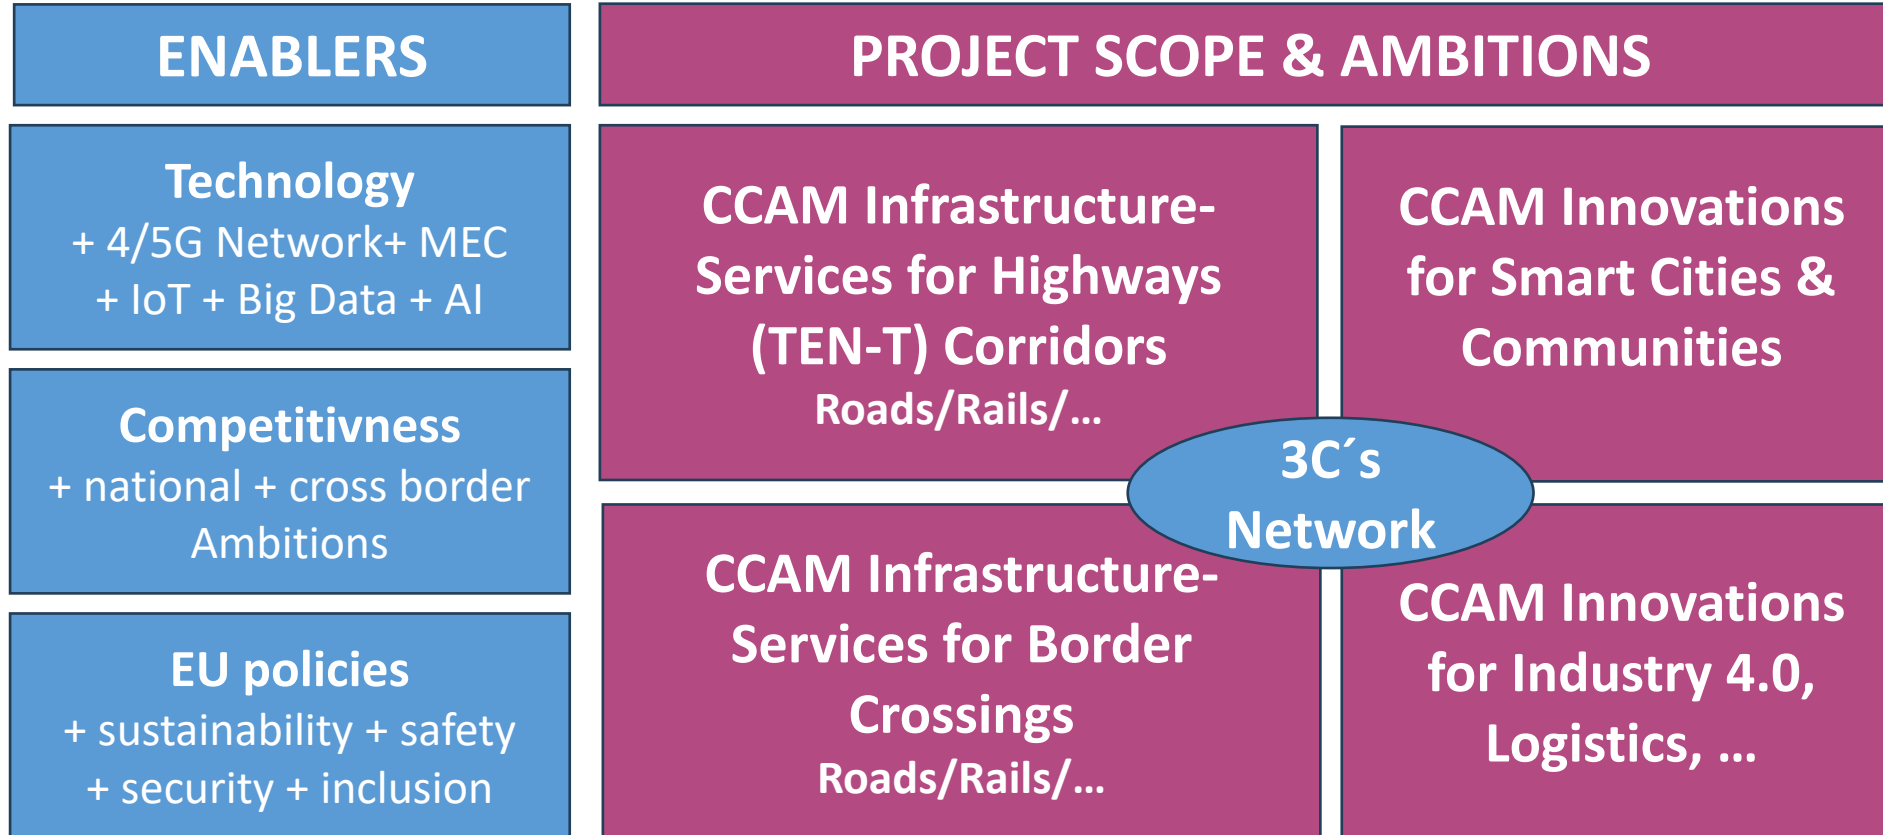 ENABLERS
PROJECT SCOPE & AMBITIONS
Technology
+ 4/5G Network+ MEC
+ IoT + Big Data + AI
Competitivness
+ national + cross border
Ambitions
EU policies
+ sustainability + safety
+ security + inclusion
CCAM Infrastructure-
Services for Highways
(TEN-T) Corridors
Roads/Rails/…
CCAM Innovations
for Smart Cities &
Communities
3C´s
Network
CCAM Infrastructure-
Services for Border
Crossings
Roads/Rails/…
CCAM Innovations
for Industry 4.0,
Logistics, …